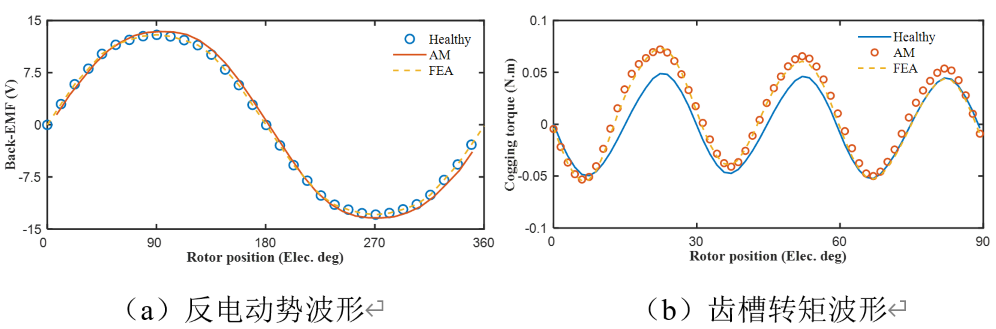 15
7.5
0
-7.5
-15
0
90
180
270
360
Back-EMF (V)
Rotor position (Elec. deg)
Healthy
AM
FEA
0.1
0.05
0
-0.05
-0.1
0
30
60
90
Cogging torque (N.m)
Rotor position (Elec. deg)
Healthy
AM
FEA
（a）反电动势波形
（b）齿槽转矩波形